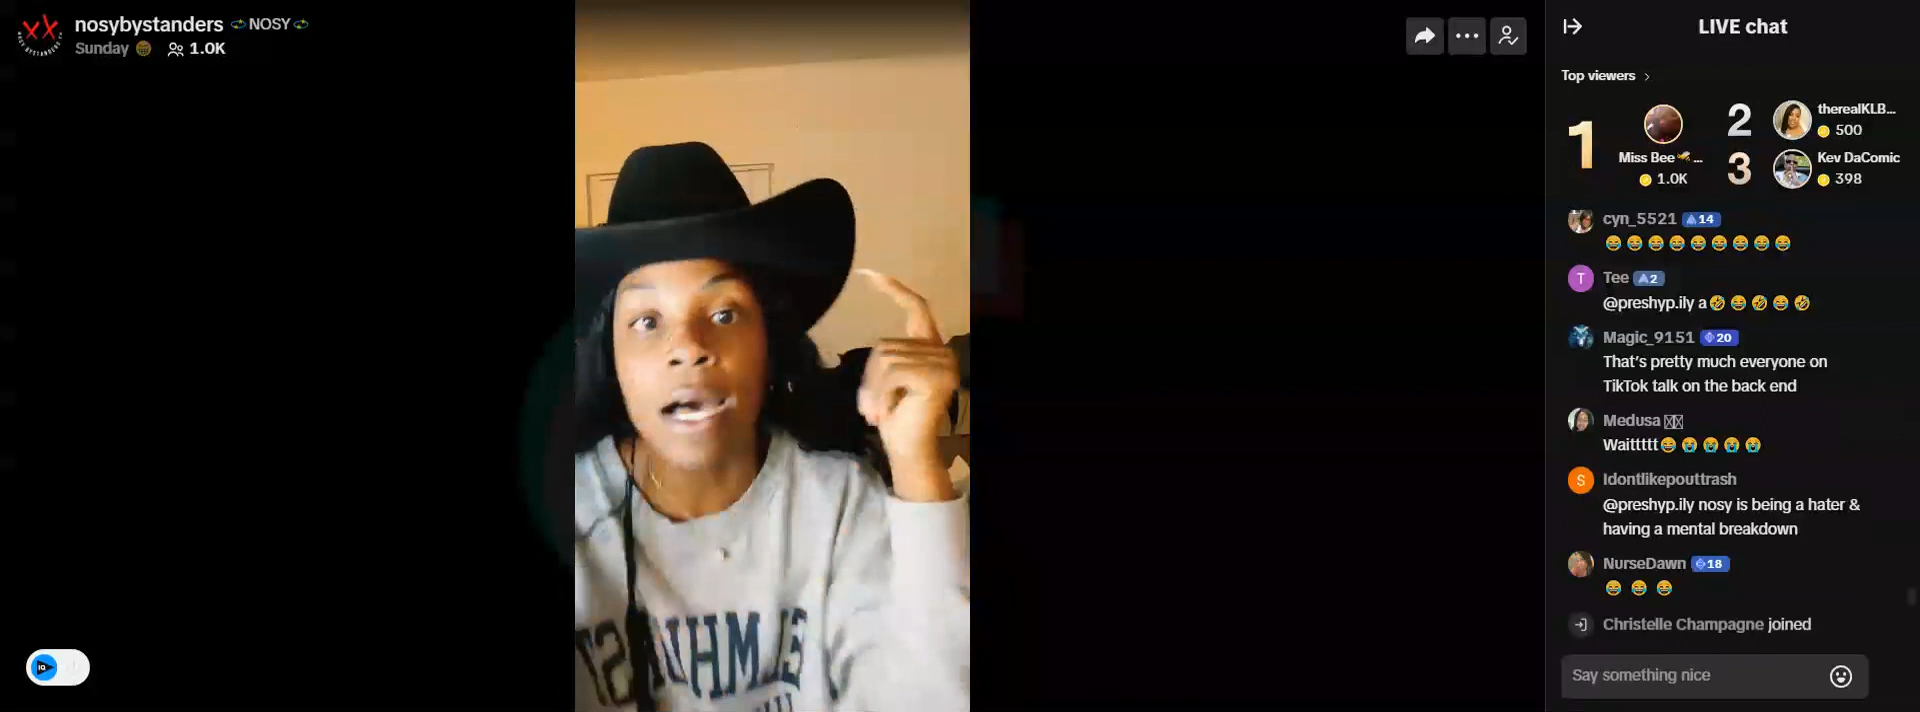 nosybystanders NOSY
Sunday 1.0K
LIVE chat
Top viewers
1
Miss Bee ...
1.0K
2
therealKLB...
500
3
Kev DaComic
398
cyn_5521 14
Tee 2
@preshyp.ily a
Magic_9151 20
That's pretty much everyone on
TikTok talk on the back end
Medusa
Waittttt
Idontlikepouttrash
@preshyp.ily nosy is being a hater &
having a mental breakdown
NurseDawn 18
Christelle Champagne joined
Say something nice
T
S